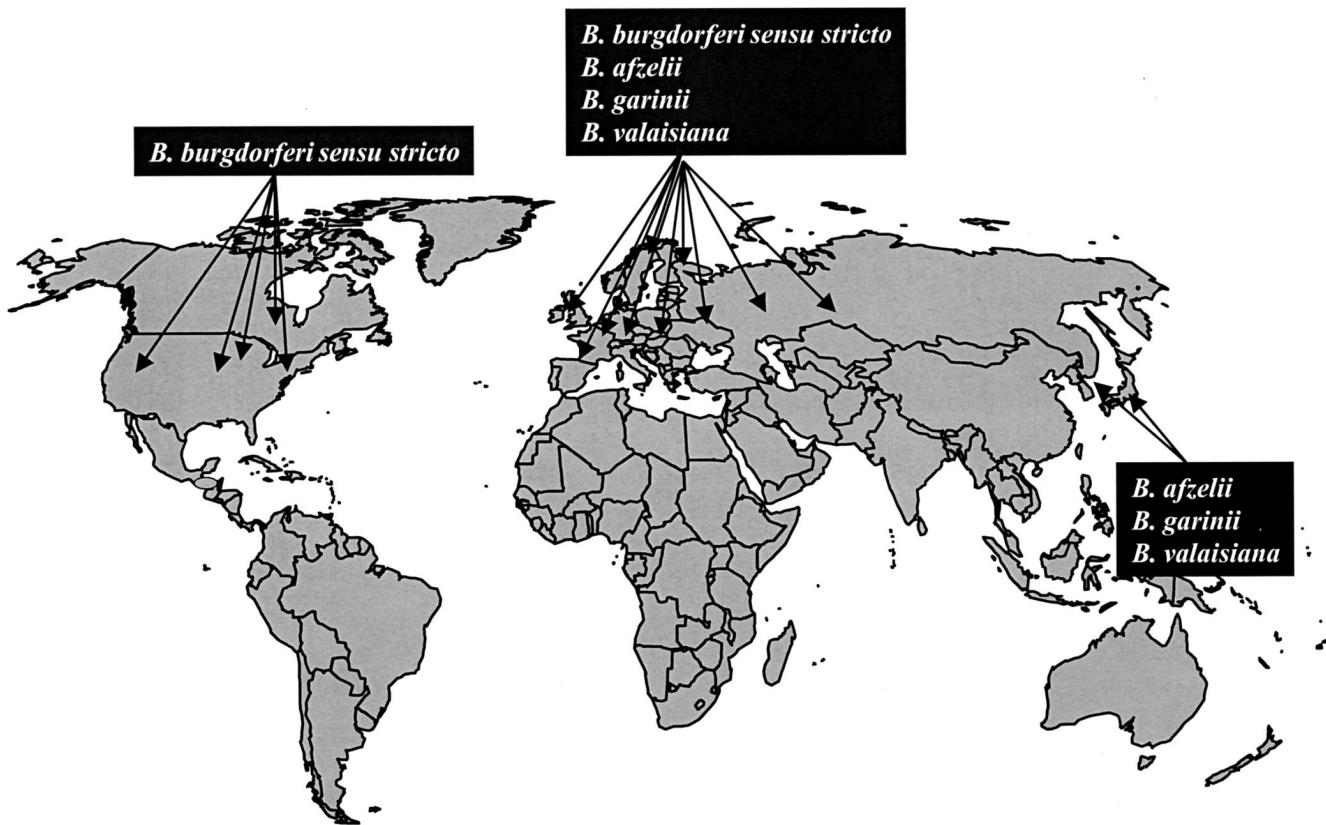 B. burgdorferi sensu stricto
B. afzelii
B. garinii
B. valaisiana
B. burgdorferi sensu stricto
B. afzelii
B. garinii
B. valaisiana